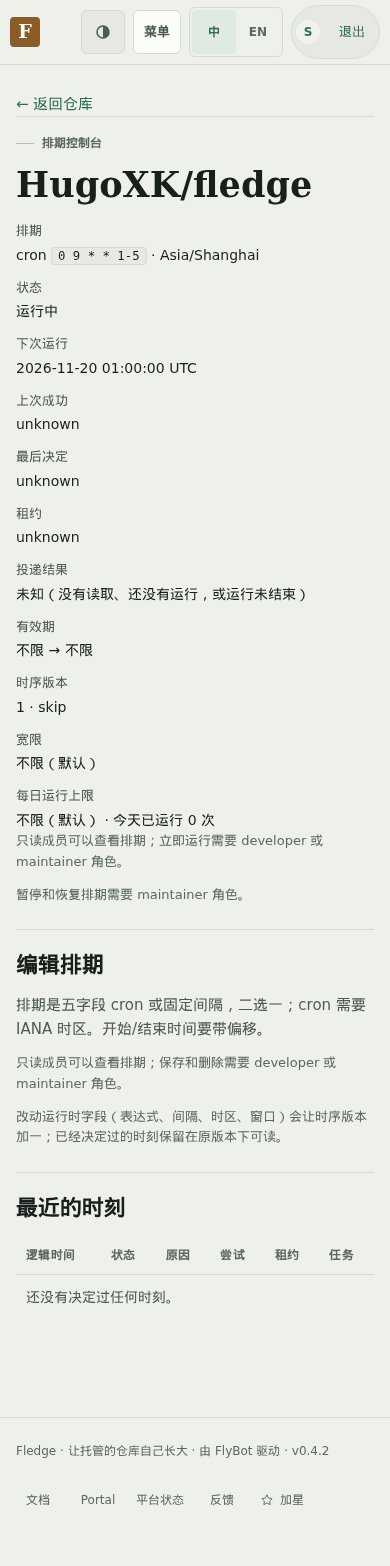 F 菜单 中 EN S 退出
← 返回仓库
排期控制台
HugoXK/fledge
排期
cron 0 9 * * 1-5 · Asia/Shanghai
状态
运行中
下次运行
2026-11-20 01:00:00 UTC
上次成功
unknown
最后决定
unknown
租约
unknown
投递结果
未知（没有读取、还没有运行，或运行未结束）
有效期
不限 → 不限
时序版本
1 · skip
宽限
不限（默认）
每日运行上限
不限（默认） · 今天已运行 0 次
只读成员可以查看排期；立即运行需要 developer 或
maintainer 角色。
暂停和恢复排期需要 maintainer 角色。
编辑排期
排期是五字段 cron 或固定间隔，二选一；cron 需要
IANA 时区。开始/结束时间要带偏移。
只读成员可以查看排期；保存和删除需要 developer 或
maintainer 角色。
改动运行时字段（表达式、间隔、时区、窗口）会让时序版本
加一；已经决定过的时刻保留在原版本下可读。
最近的时刻
逻辑时间 状态 原因 尝试 租约 任务
还没有决定过任何时刻。
Fledge · 让托管的仓库自己长大 · 由 FlyBot 驱动 · v0.4.2
文档 Portal 平台状态 反馈 ☆ 加星